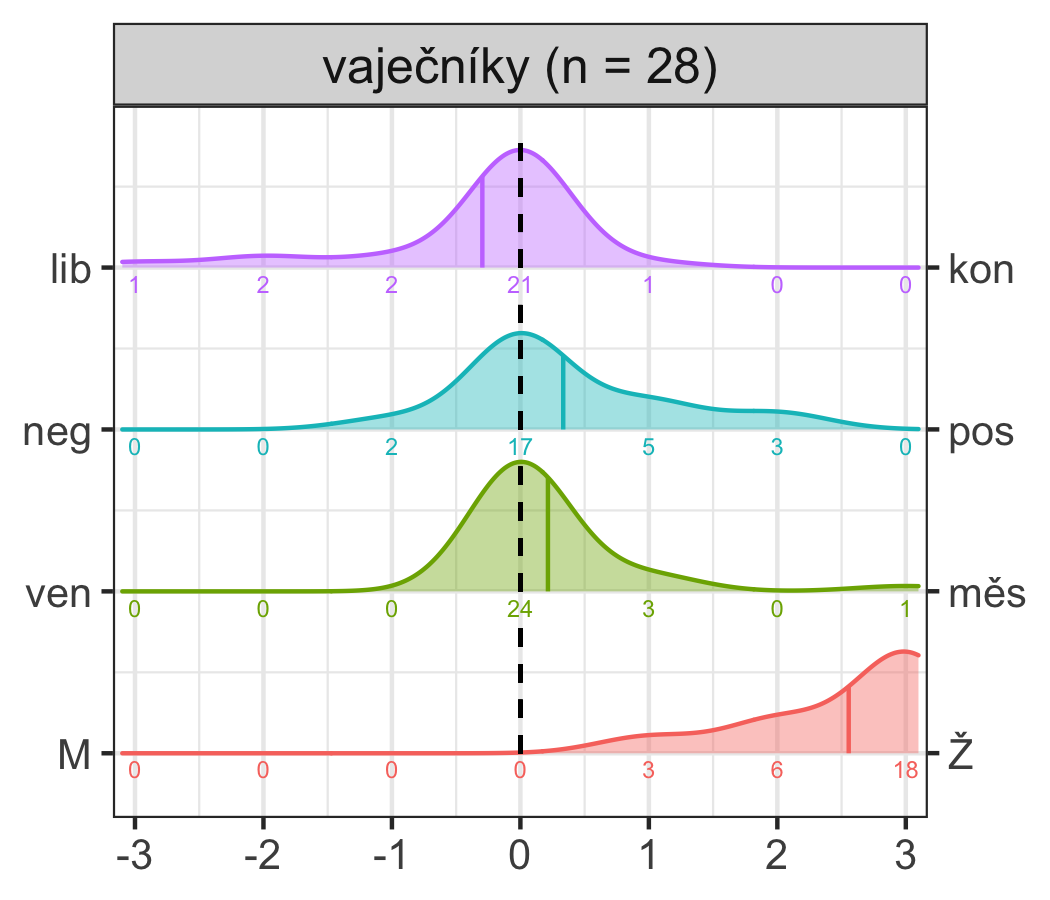 vaječníky (n = 28)
lib kon
1 2 2 21 1 0 0
neg pos
0 0 2 17 5 3 0
ven měs
0 0 0 24 3 0 1
M Ž
0 0 0 0 3 6 18
-3 -2 -1 0 1 2 3